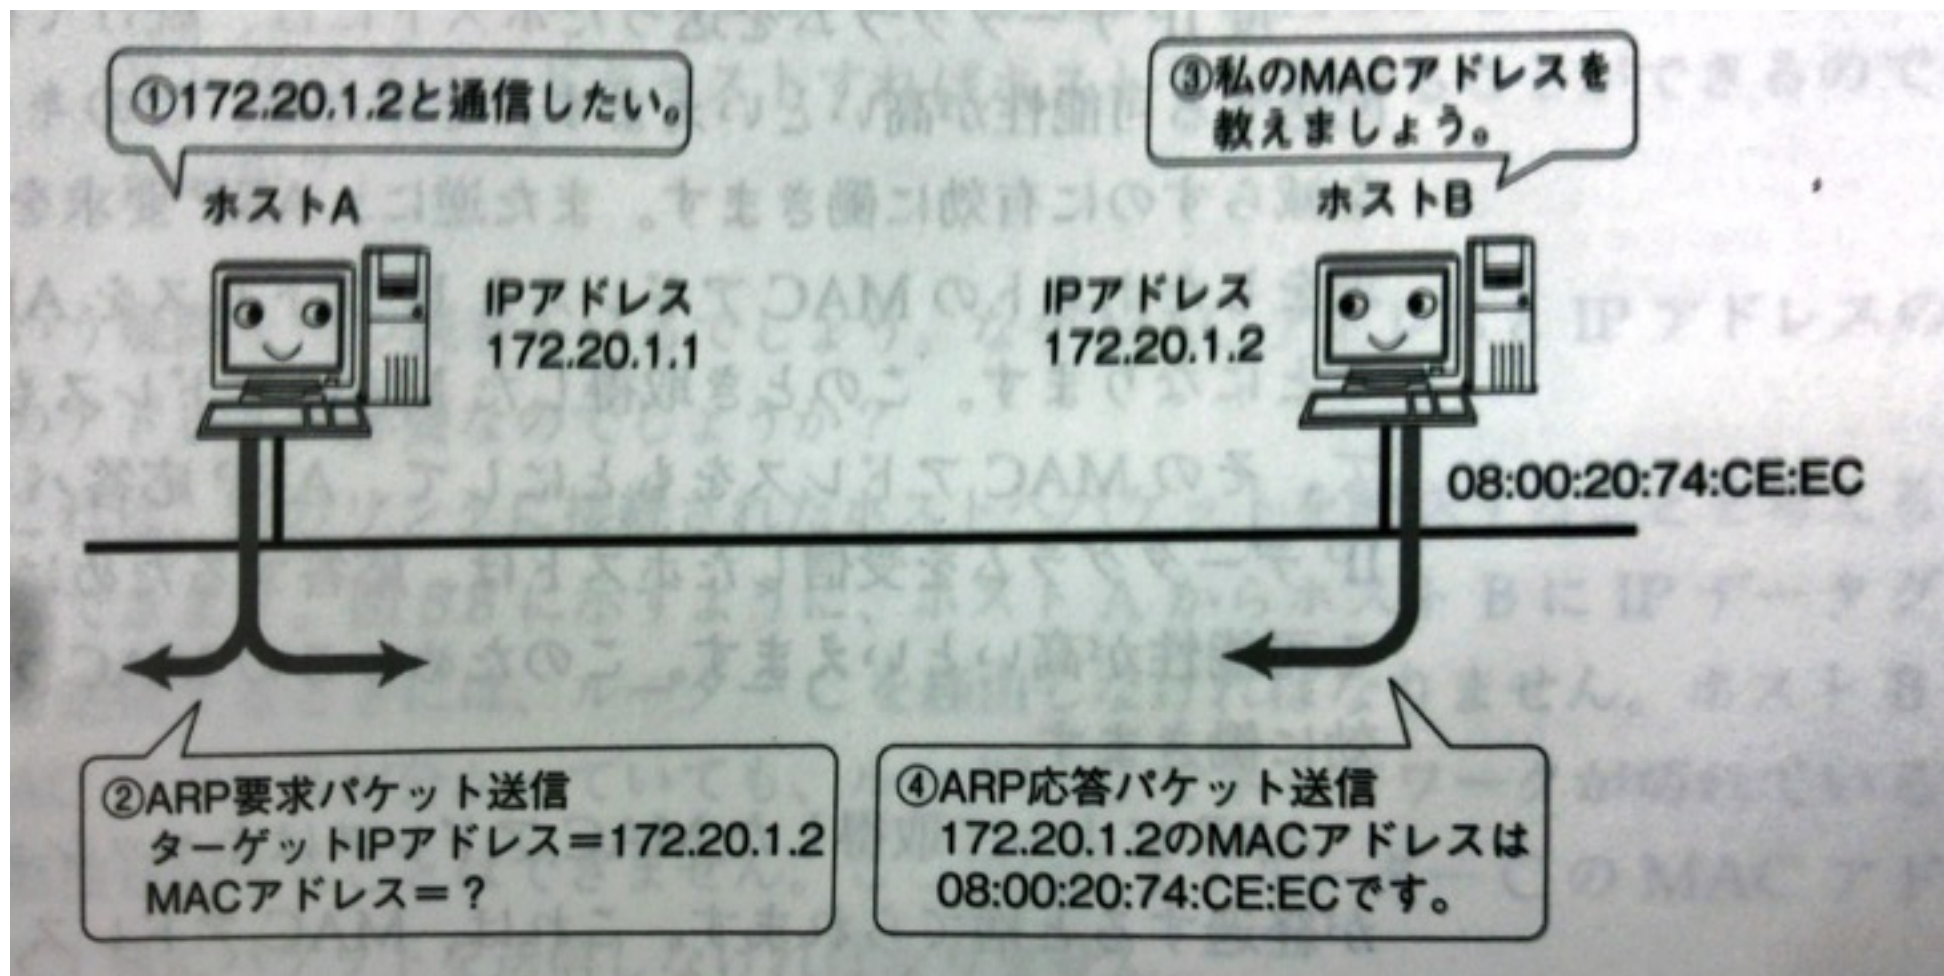 ①172.20.1.2と通信したい。
ホストA
IPアドレス
172.20.1.1
③私のMACアドレスを
教えましょう。
ホストB
IPアドレス
172.20.1.2
08:00:20:74:CE:EC
②ARP要求パケット送信
ターゲットIPアドレス＝172.20.1.2
MACアドレス＝？
④ARP応答パケット送信
172.20.1.2のMACアドレスは
08:00:20:74:CE:ECです。